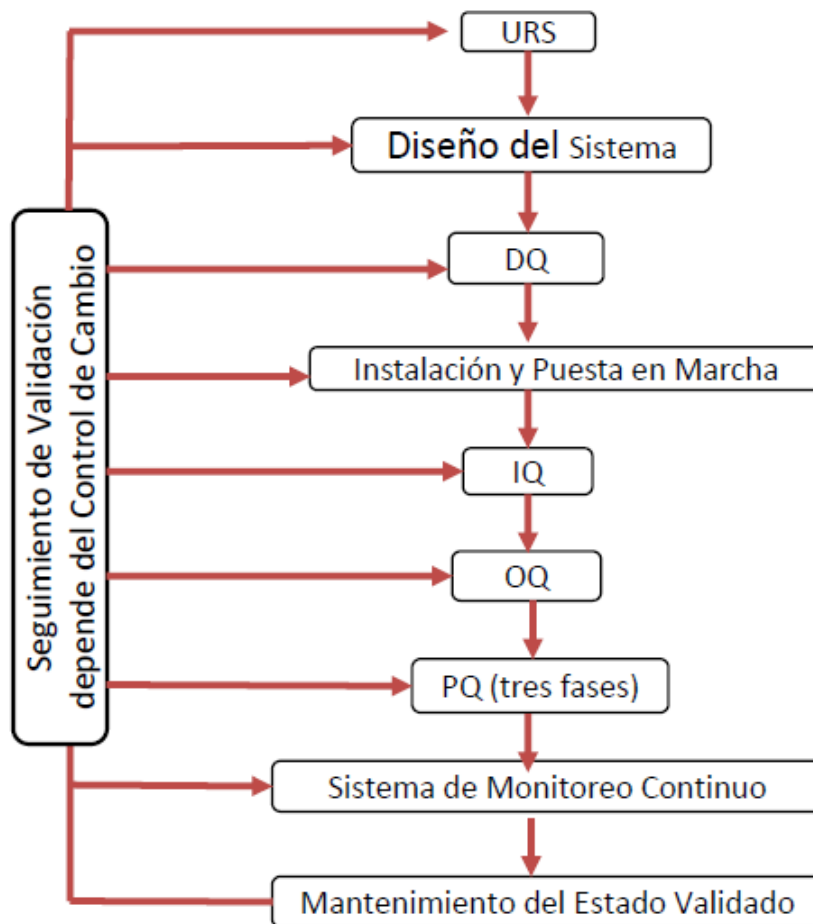 URS
Diseño del Sistema
DQ
Instalación y Puesta en Marcha
IQ
OQ
PQ (tres fases)
Sistema de Monitoreo Continuo
Mantenimiento del Estado Validado
Seguimiento de Validación
depende del Control de Cambio